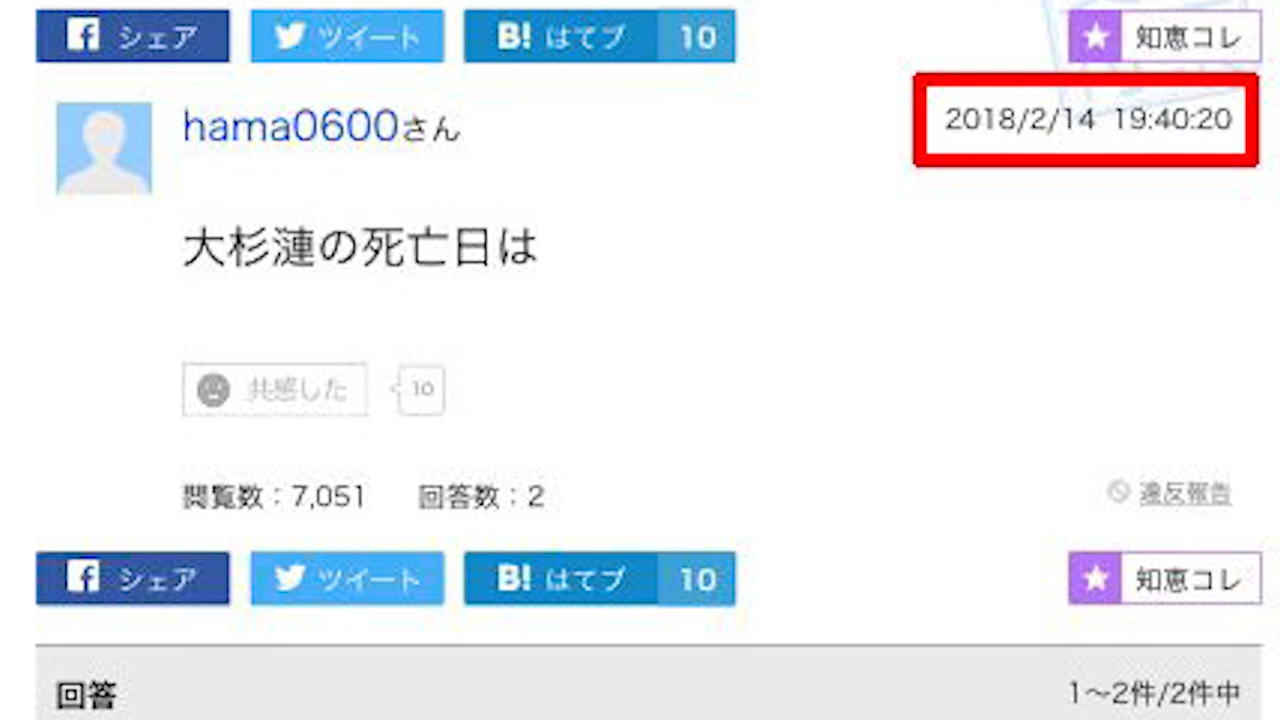 シェア ツイート B! はてブ 10 知恵コレ
hama0600さん 2018/2/14 19:40:20
大杉漣の死亡日は
共感した 10
閲覧数：7,051 回答数：2 違反報告
シェア ツイート B! はてブ 10 知恵コレ
回答 1〜2件/2件中